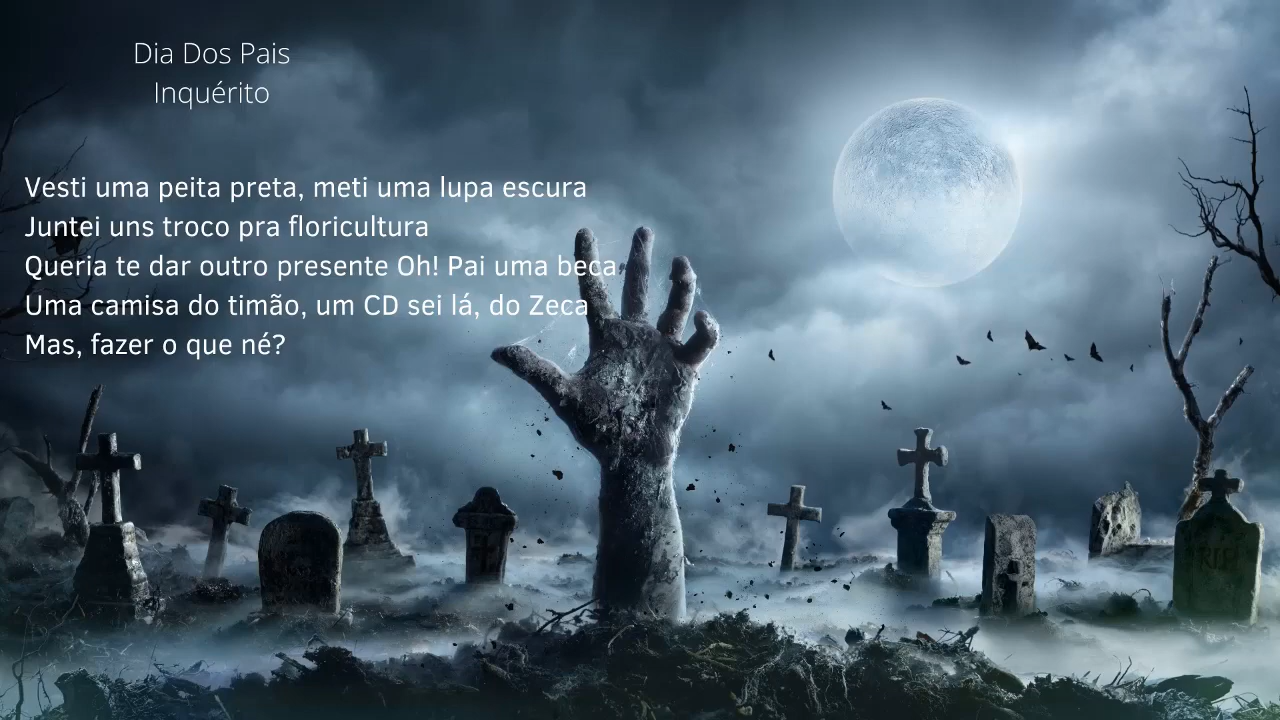 Dia Dos Pais
Inquérito
Vesti uma peita preta, meti uma lupa escura
Juntei uns troco pra floricultura
Queria te dar outro presente Oh! Pai uma beca,
Uma camisa do timão, um CD sei lá, do Zeca
Mas, fazer o que né?
RIP